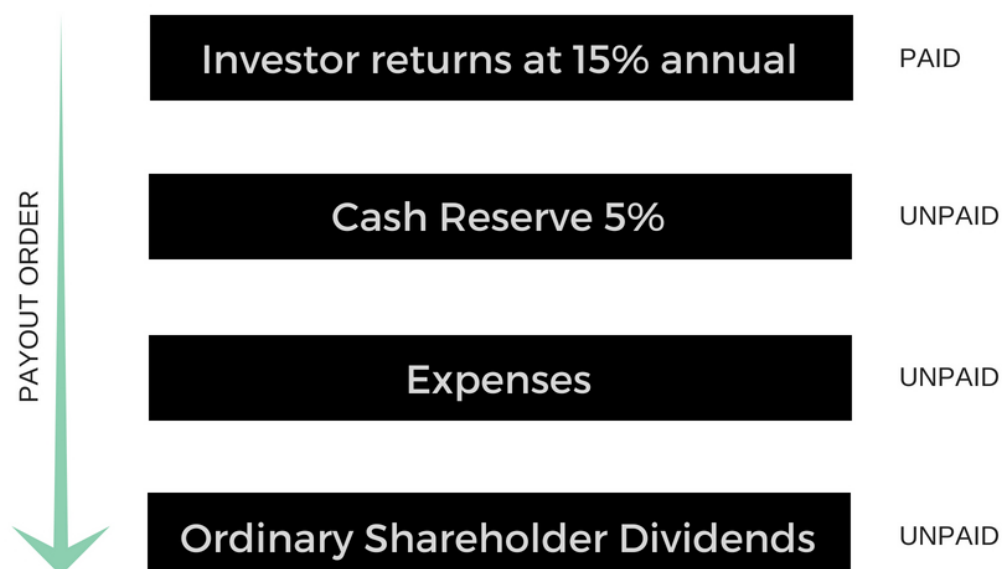 Investor returns at 15% annual
PAID
Cash Reserve 5%
UNPAID
PAYOUT ORDER
Expenses
UNPAID
Ordinary Shareholder Dividends
UNPAID